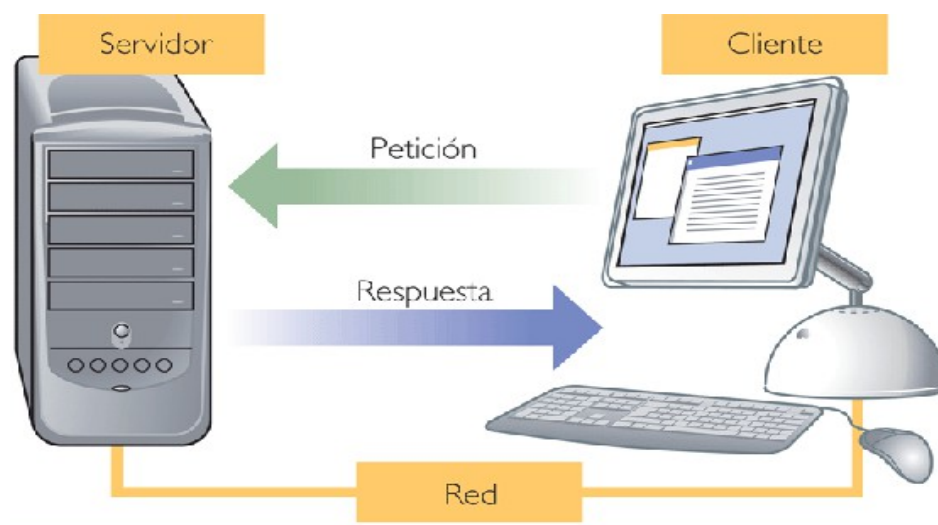 Servidor
Cliente
Petición
Respuesta
Red